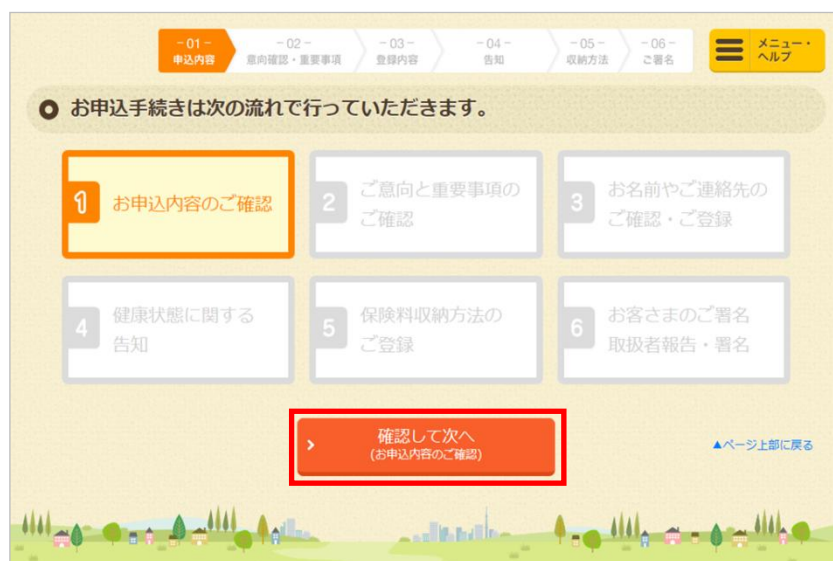 - 01 -
申込内容
- 02 -
意向確認・重要事項
- 03 -
登録内容
- 04 -
告知
- 05 -
収納方法
- 06 -
ご署名
メニュー・
ヘルプ
お申込手続きは次の流れで行っていただきます。
1 お申込内容のご確認
2 ご意向と重要事項の
ご確認
3 お名前やご連絡先の
ご確認・ご登録
4 健康状態に関する
告知
5 保険料収納方法の
ご登録
6 お客さまのご署名
取扱者報告・署名
確認して次へ
(お申込内容のご確認)
▲ページ上部に戻る